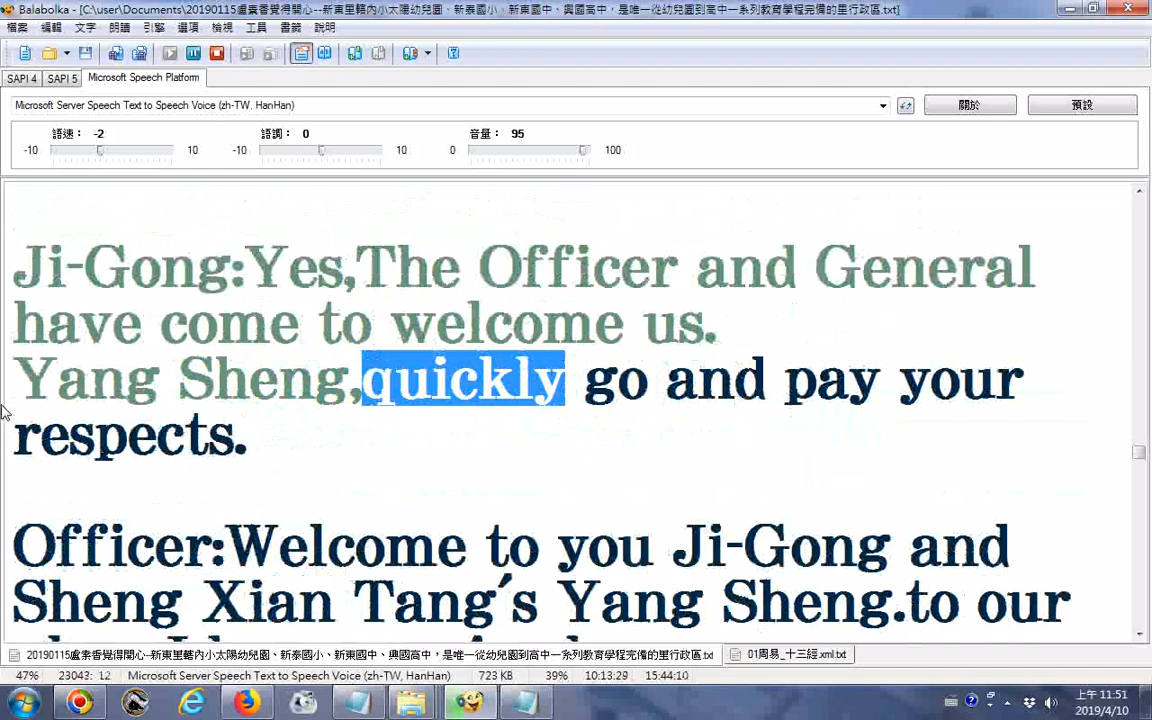 Balabolka - [C:\user\Documents\20190115盧素香覺得開心--新東里轄內小太陽幼兒園、新泰國小、新東國中、興國高中，是唯一從幼兒園到高中一系列教育學程完備的里行政區.txt]
檔案 編輯 文字 朗讀 引擎 選項 檢視 工具 書籤 說明
SAPI 4 SAPI 5 Microsoft Speech Platform
Microsoft Server Speech Text to Speech Voice (zh-TW, HanHan) 關於 預設
語速： -2 語調： 0 音量： 95
-10 10 -10 10 0 100
Ji-Gong:Yes,The Officer and General
have come to welcome us.
Yang Sheng,quickly go and pay your
respects.
Officer:Welcome to you Ji-Gong and
Sheng Xian Tang's Yang Sheng.to our
20190115盧素香覺得開心--新東里轄內小太陽幼兒園、新泰國小、新東國中、興國高中，是唯一從幼兒園到高中一系列教育學程完備的里行政區.txt 01周易_十三經.xml.txt
47% 23043: 12 Microsoft Server Speech Text to Speech Voice (zh-TW, HanHan) 723 KB 39% 10:13:29 15:44:10
上午 11:51
2019/4/10